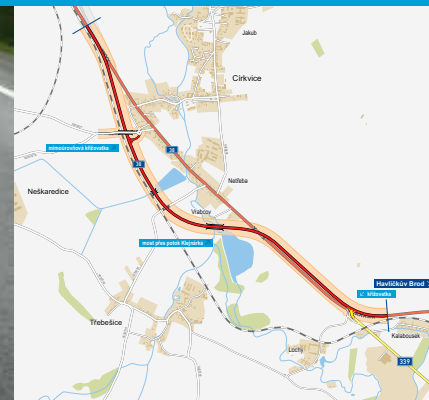 Jakub
Církvice
mimoúrovňová křižovatka
38
38
Neškaredice
Netřeba
Vrabcov
most přes potok Klejnárka
Havlíčkův Brod
křižovatka
Třebešice
Kalabousek
Lochy
339